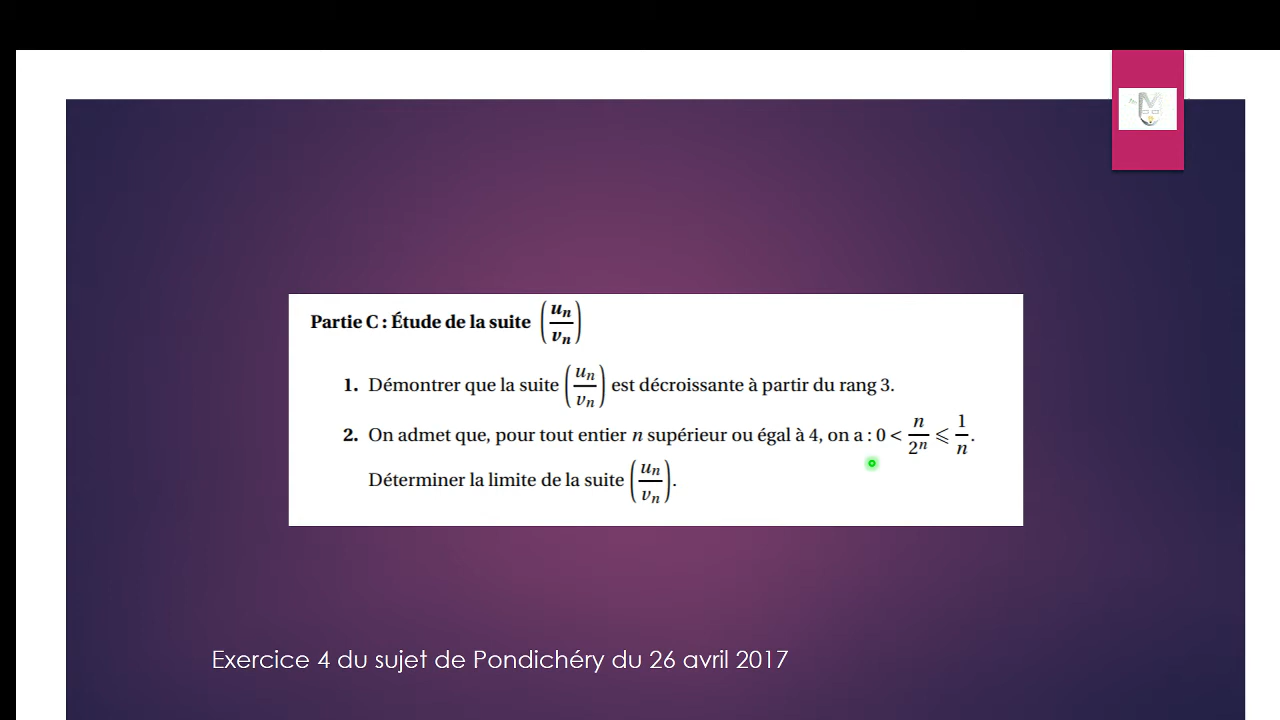 Partie C : Étude de la suite (uₙ/vₙ)
1. Démontrer que la suite (uₙ/vₙ) est décroissante à partir du rang 3.
2. On admet que, pour tout entier n supérieur ou égal à 4, on a : 0 < n/2ⁿ ⩽ 1/n.
Déterminer la limite de la suite (uₙ/vₙ).
Exercice 4 du sujet de Pondichéry du 26 avril 2017